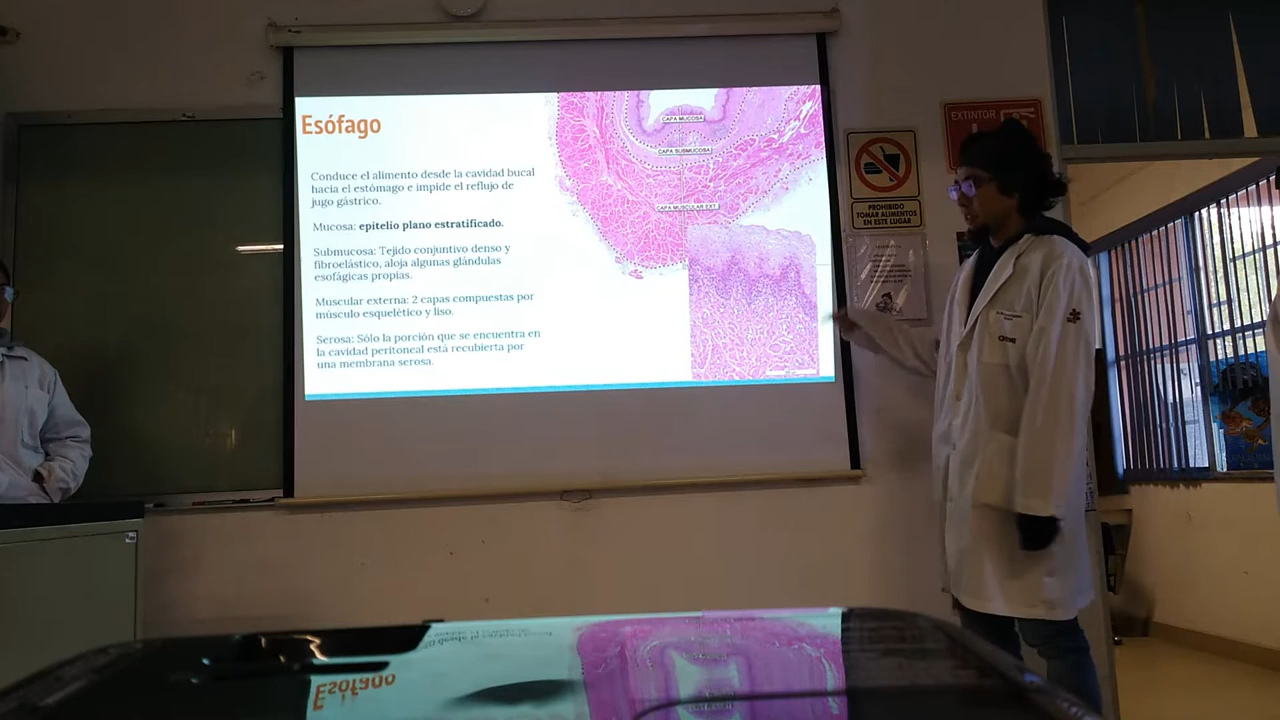 Esófago
Conduce el alimento desde la cavidad bucal
hacia el estómago e impide el reflujo de
jugo gástrico.
Mucosa: epitelio plano estratificado.
Submucosa: Tejido conjuntivo denso y
fibroelástico, aloja algunas glándulas
esofágicas propias.
Muscular externa: 2 capas compuestas por
músculo esquelético y liso.
Serosa: Sólo la porción que se encuentra en
la cavidad peritoneal está recubierta por
una membrana serosa.
CAPA MUCOSA
CAPA SUBMUCOSA
CAPA MUSCULAR EXT.
EXTINTOR
PROHIBIDO
TOMAR ALIMENTOS
EN ESTE LUGAR
Esófago